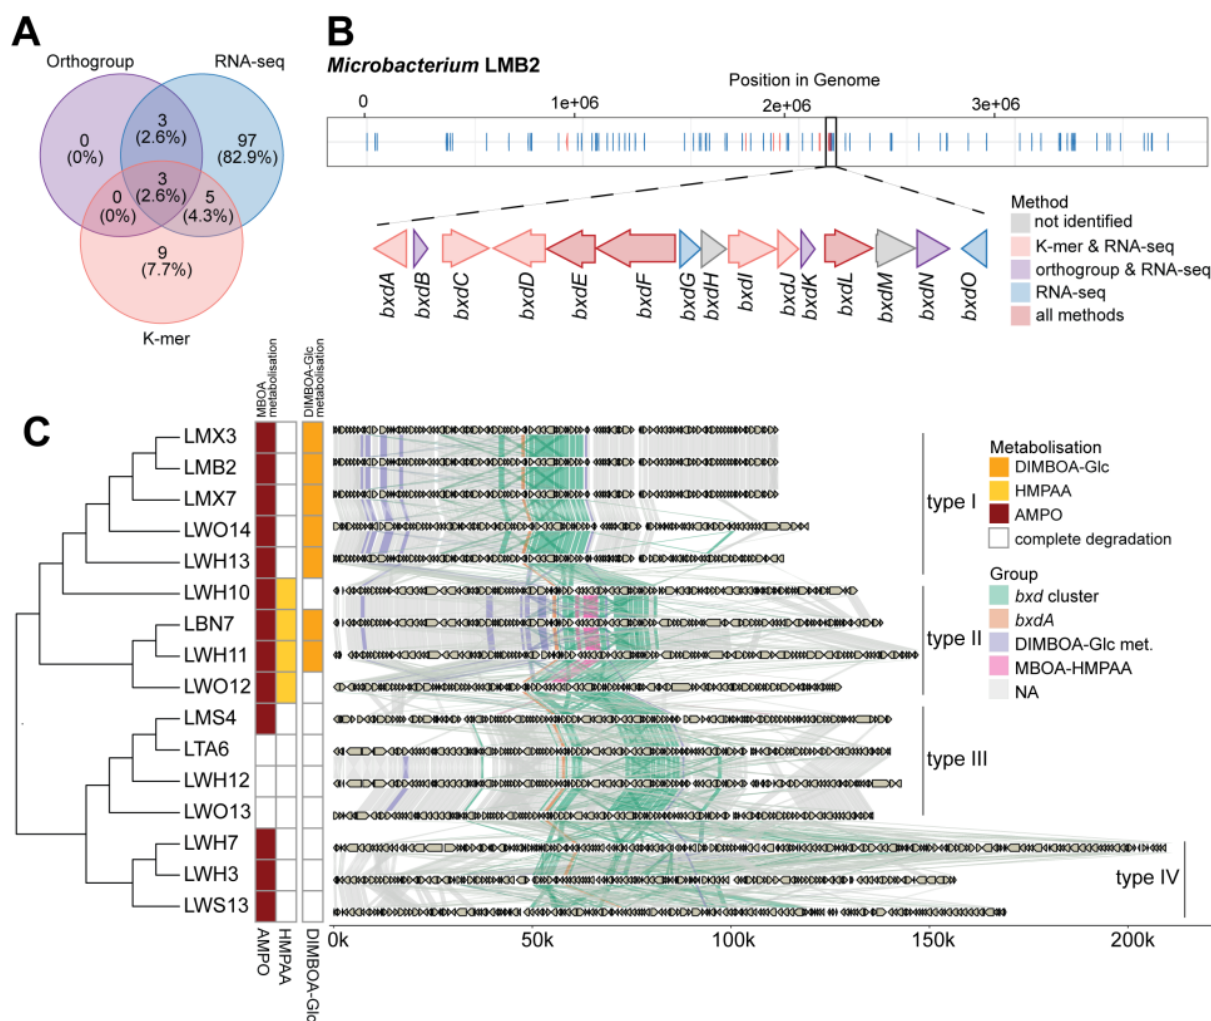 A
Orthogroup
RNA-seq
0
(0%)
3
(2.6%)
97
(82.9%)
3
(2.6%)
0
(0%)
5
(4.3%)
9
(7.7%)
K-mer
B
Microbacterium LMB2
Position in Genome
0
1e+06
2e+06
3e+06
Method
not identified
K-mer & RNA-seq
orthogroup & RNA-seq
RNA-seq
all methods
bxdA
bxdB
bxdC
bxdD
bxdE
bxdF
bxdG
bxdH
bxdI
bxdJ
bxdK
bxdL
bxdM
bxdN
bxdO
C
MBOA
metabolisation
DIMBOA-Glc
metabolisation
LMX3
LMB2
LMX7
LWO14
LWH13
LWH10
LBN7
LWH11
LWO12
LMS4
LTA6
LWH12
LWO13
LWH7
LWH3
LWS13
AMPO
HMPAA
DIMBOA-Glc
type I
type II
type III
type IV
0k
50k
100k
150k
200k
Metabolisation
DIMBOA-Glc
HMPAA
AMPO
complete degradation
Group
bxd cluster
bxdA
DIMBOA-Glc met.
MBOA-HMPAA
NA